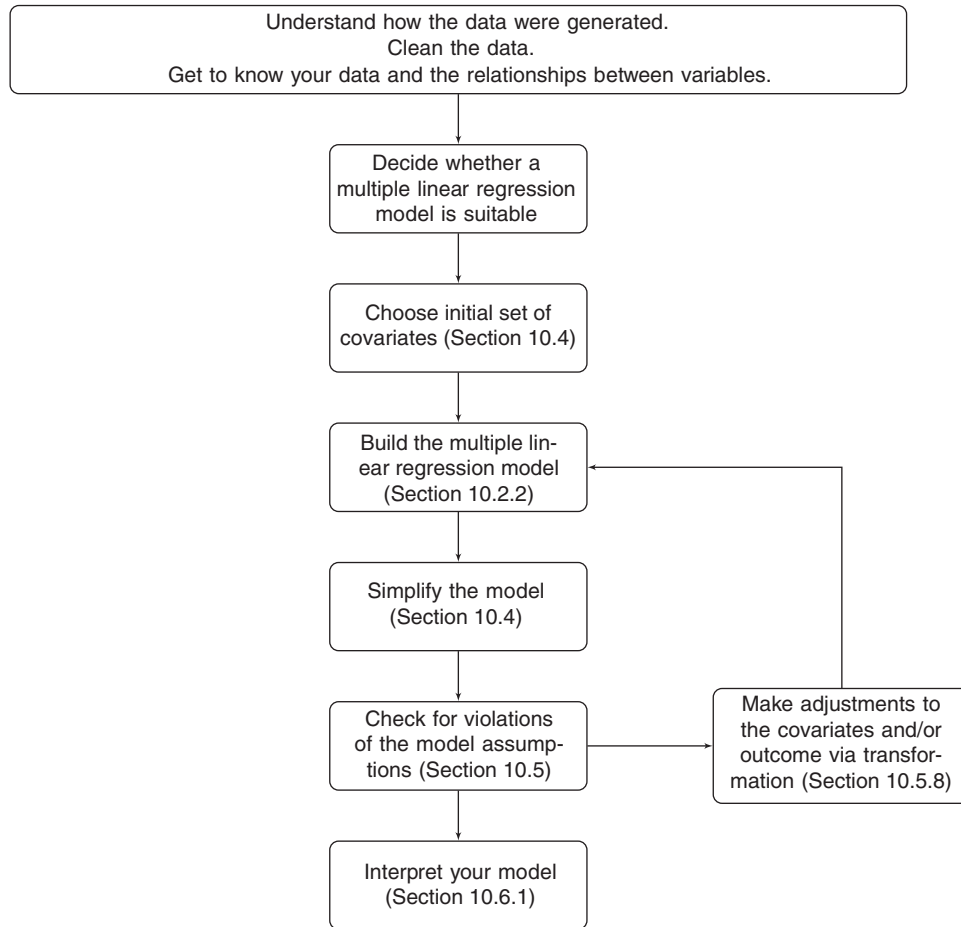 Understand how the data were generated.
Clean the data.
Get to know your data and the relationships between variables.
Decide whether a
multiple linear regression
model is suitable
Choose initial set of
covariates (Section 10.4)
Build the multiple lin-
ear regression model
(Section 10.2.2)
Simplify the model
(Section 10.4)
Check for violations
of the model assump-
tions (Section 10.5)
Make adjustments to
the covariates and/or
outcome via transfor-
mation (Section 10.5.8)
Interpret your model
(Section 10.6.1)